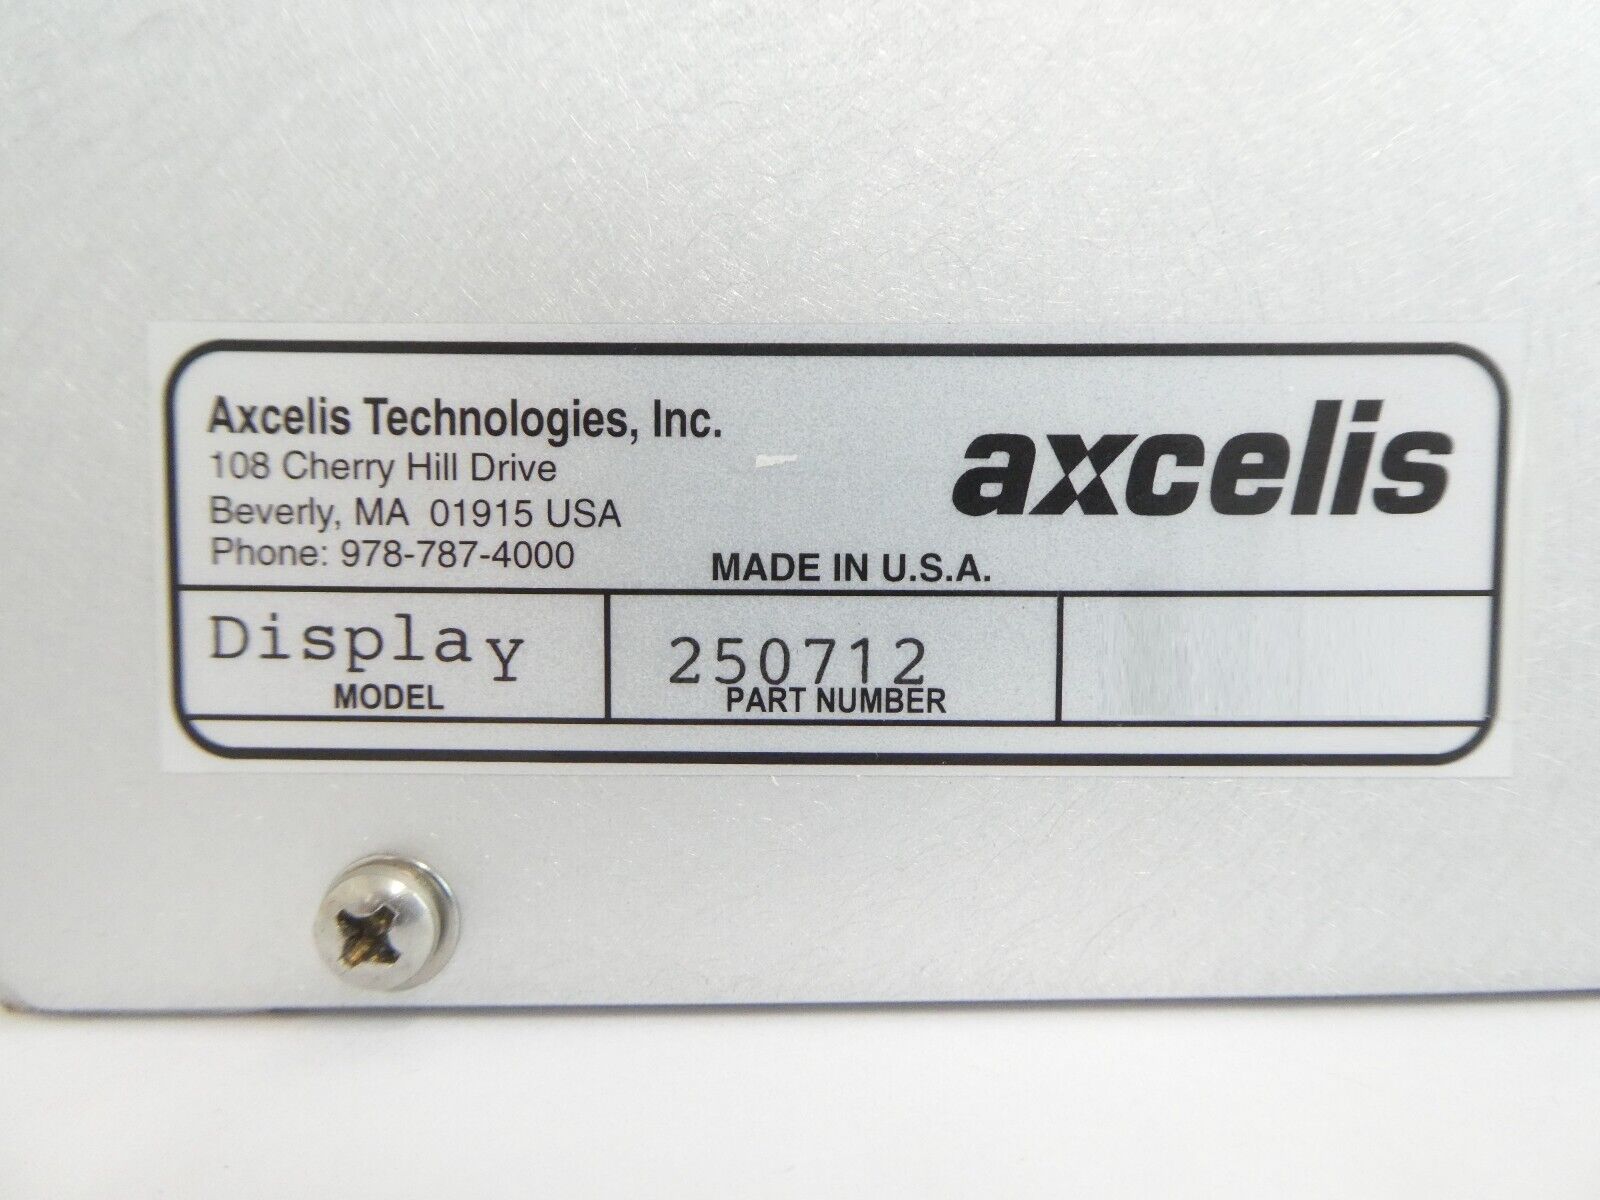 Axcelis Technologies, Inc.
108 Cherry Hill Drive
Beverly, MA 01915 USA
Phone: 978-787-4000
axcelis
MADE IN U.S.A.
Display
MODEL
250712
PART NUMBER